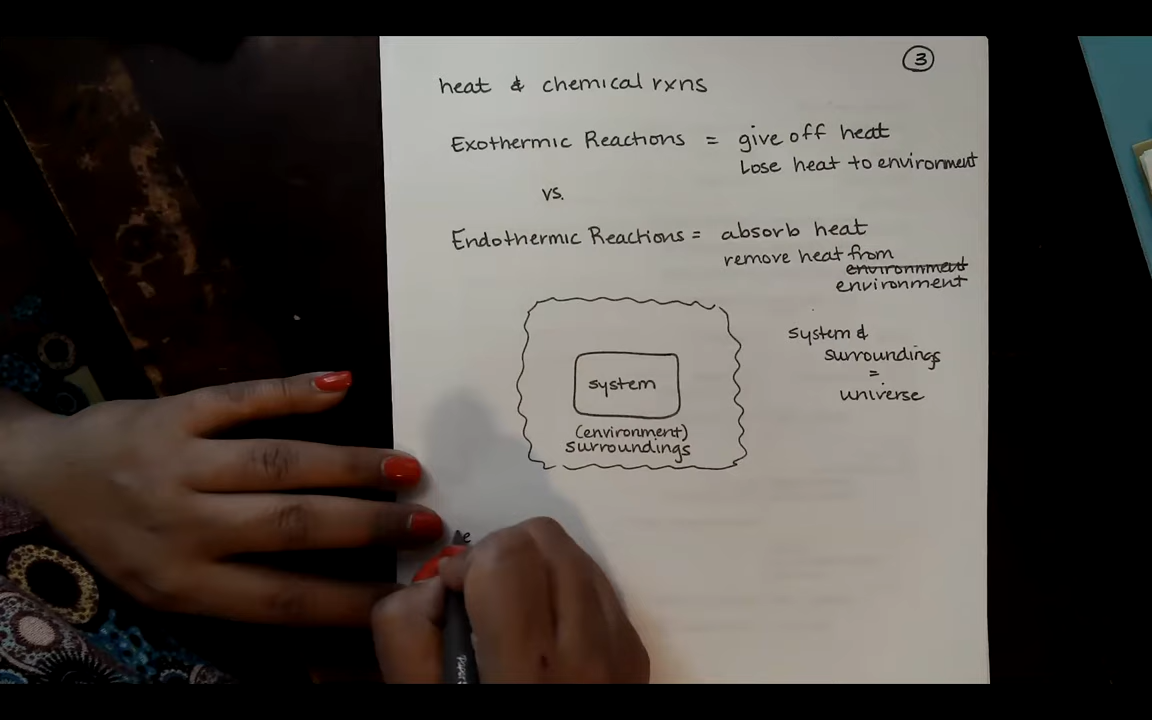 3
heat & chemical rxns
Exothermic Reactions = give off heat
Lose heat to environment
vs.
Endothermic Reactions = absorb heat
remove heat from
environnment
environment
system &
surroundings
=
universe
system
(environment)
surroundings